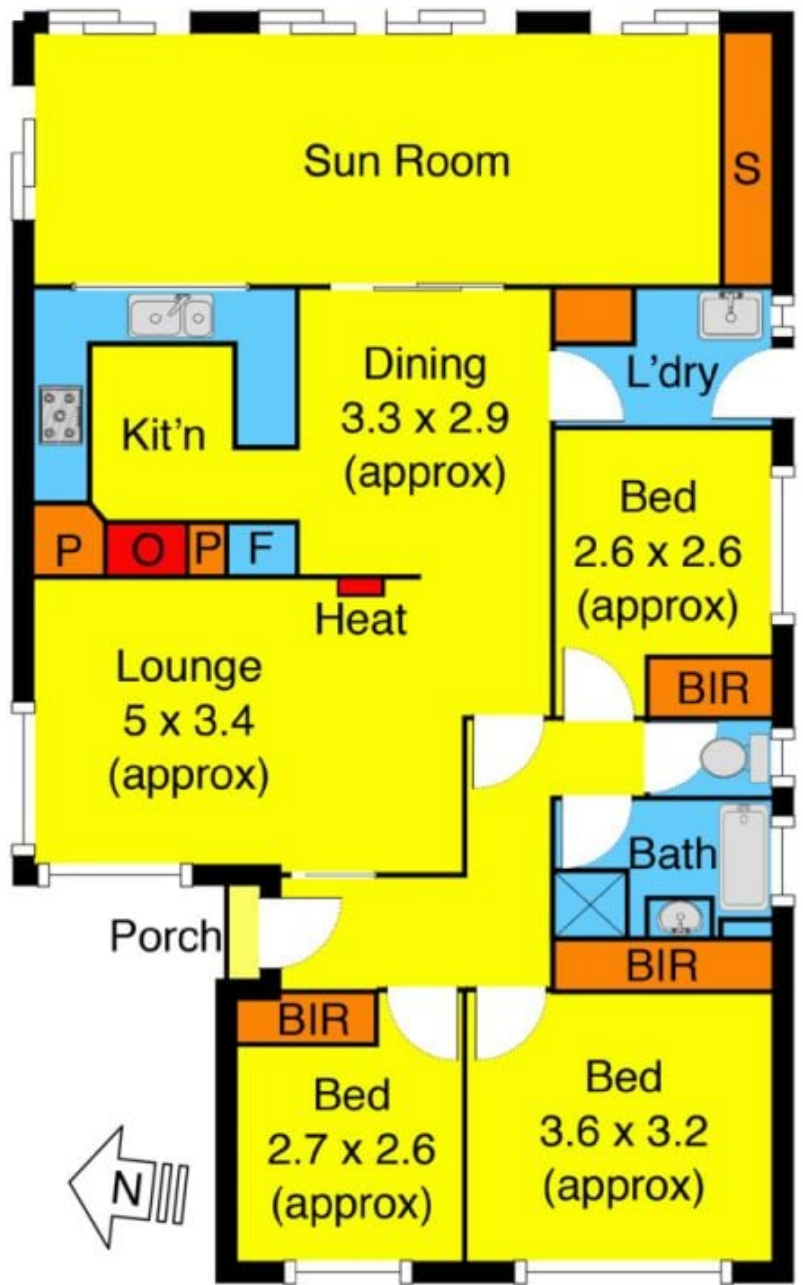 Sun Room
S
Dining
3.3 x 2.9
(approx)
L'dry
Kit'n
Bed
2.6 x 2.6
(approx)
P
O
P
F
Heat
Lounge
5 x 3.4
(approx)
BIR
Bath
Porch
BIR
BIR
Bed
2.7 x 2.6
(approx)
Bed
3.6 x 3.2
(approx)
N